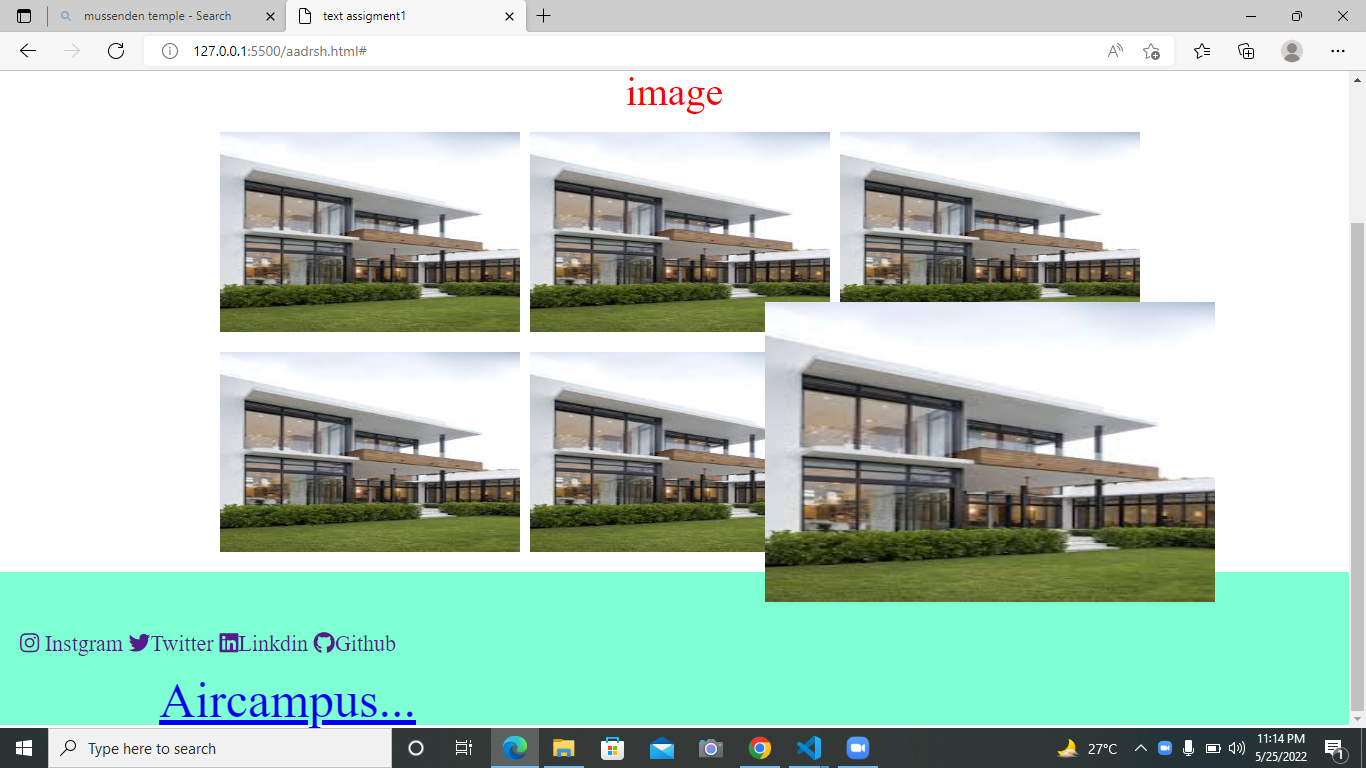 mussenden temple - Search
text assigment1
127.0.0.1:5500/aadrsh.html#
image
Instgram Twitter Linkdin Github
Aircampus...
Type here to search
27°C
11:14 PM
5/25/2022
1